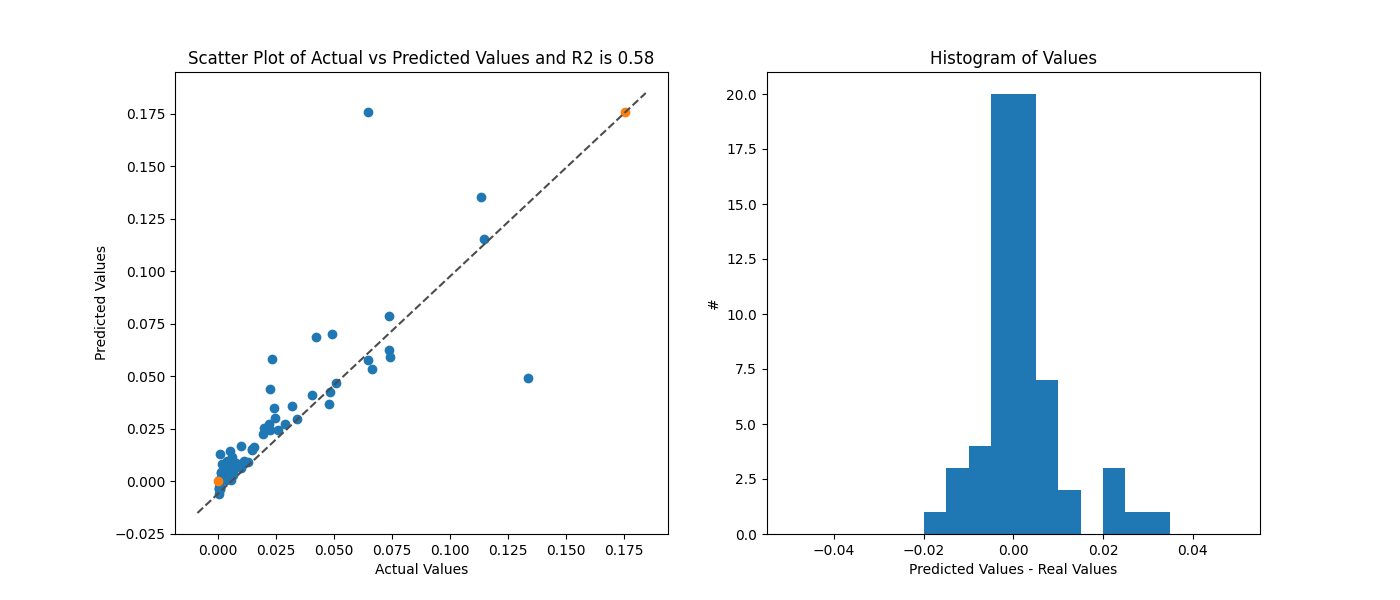 Scatter Plot of Actual vs Predicted Values and R2 is 0.58
Predicted Values
0.175
0.150
0.125
0.100
0.075
0.050
0.025
0.000
−0.025
0.000 0.025 0.050 0.075 0.100 0.125 0.150 0.175
Actual Values
Histogram of Values
#
20.0
17.5
15.0
12.5
10.0
7.5
5.0
2.5
0.0
−0.04 −0.02 0.00 0.02 0.04
Predicted Values - Real Values